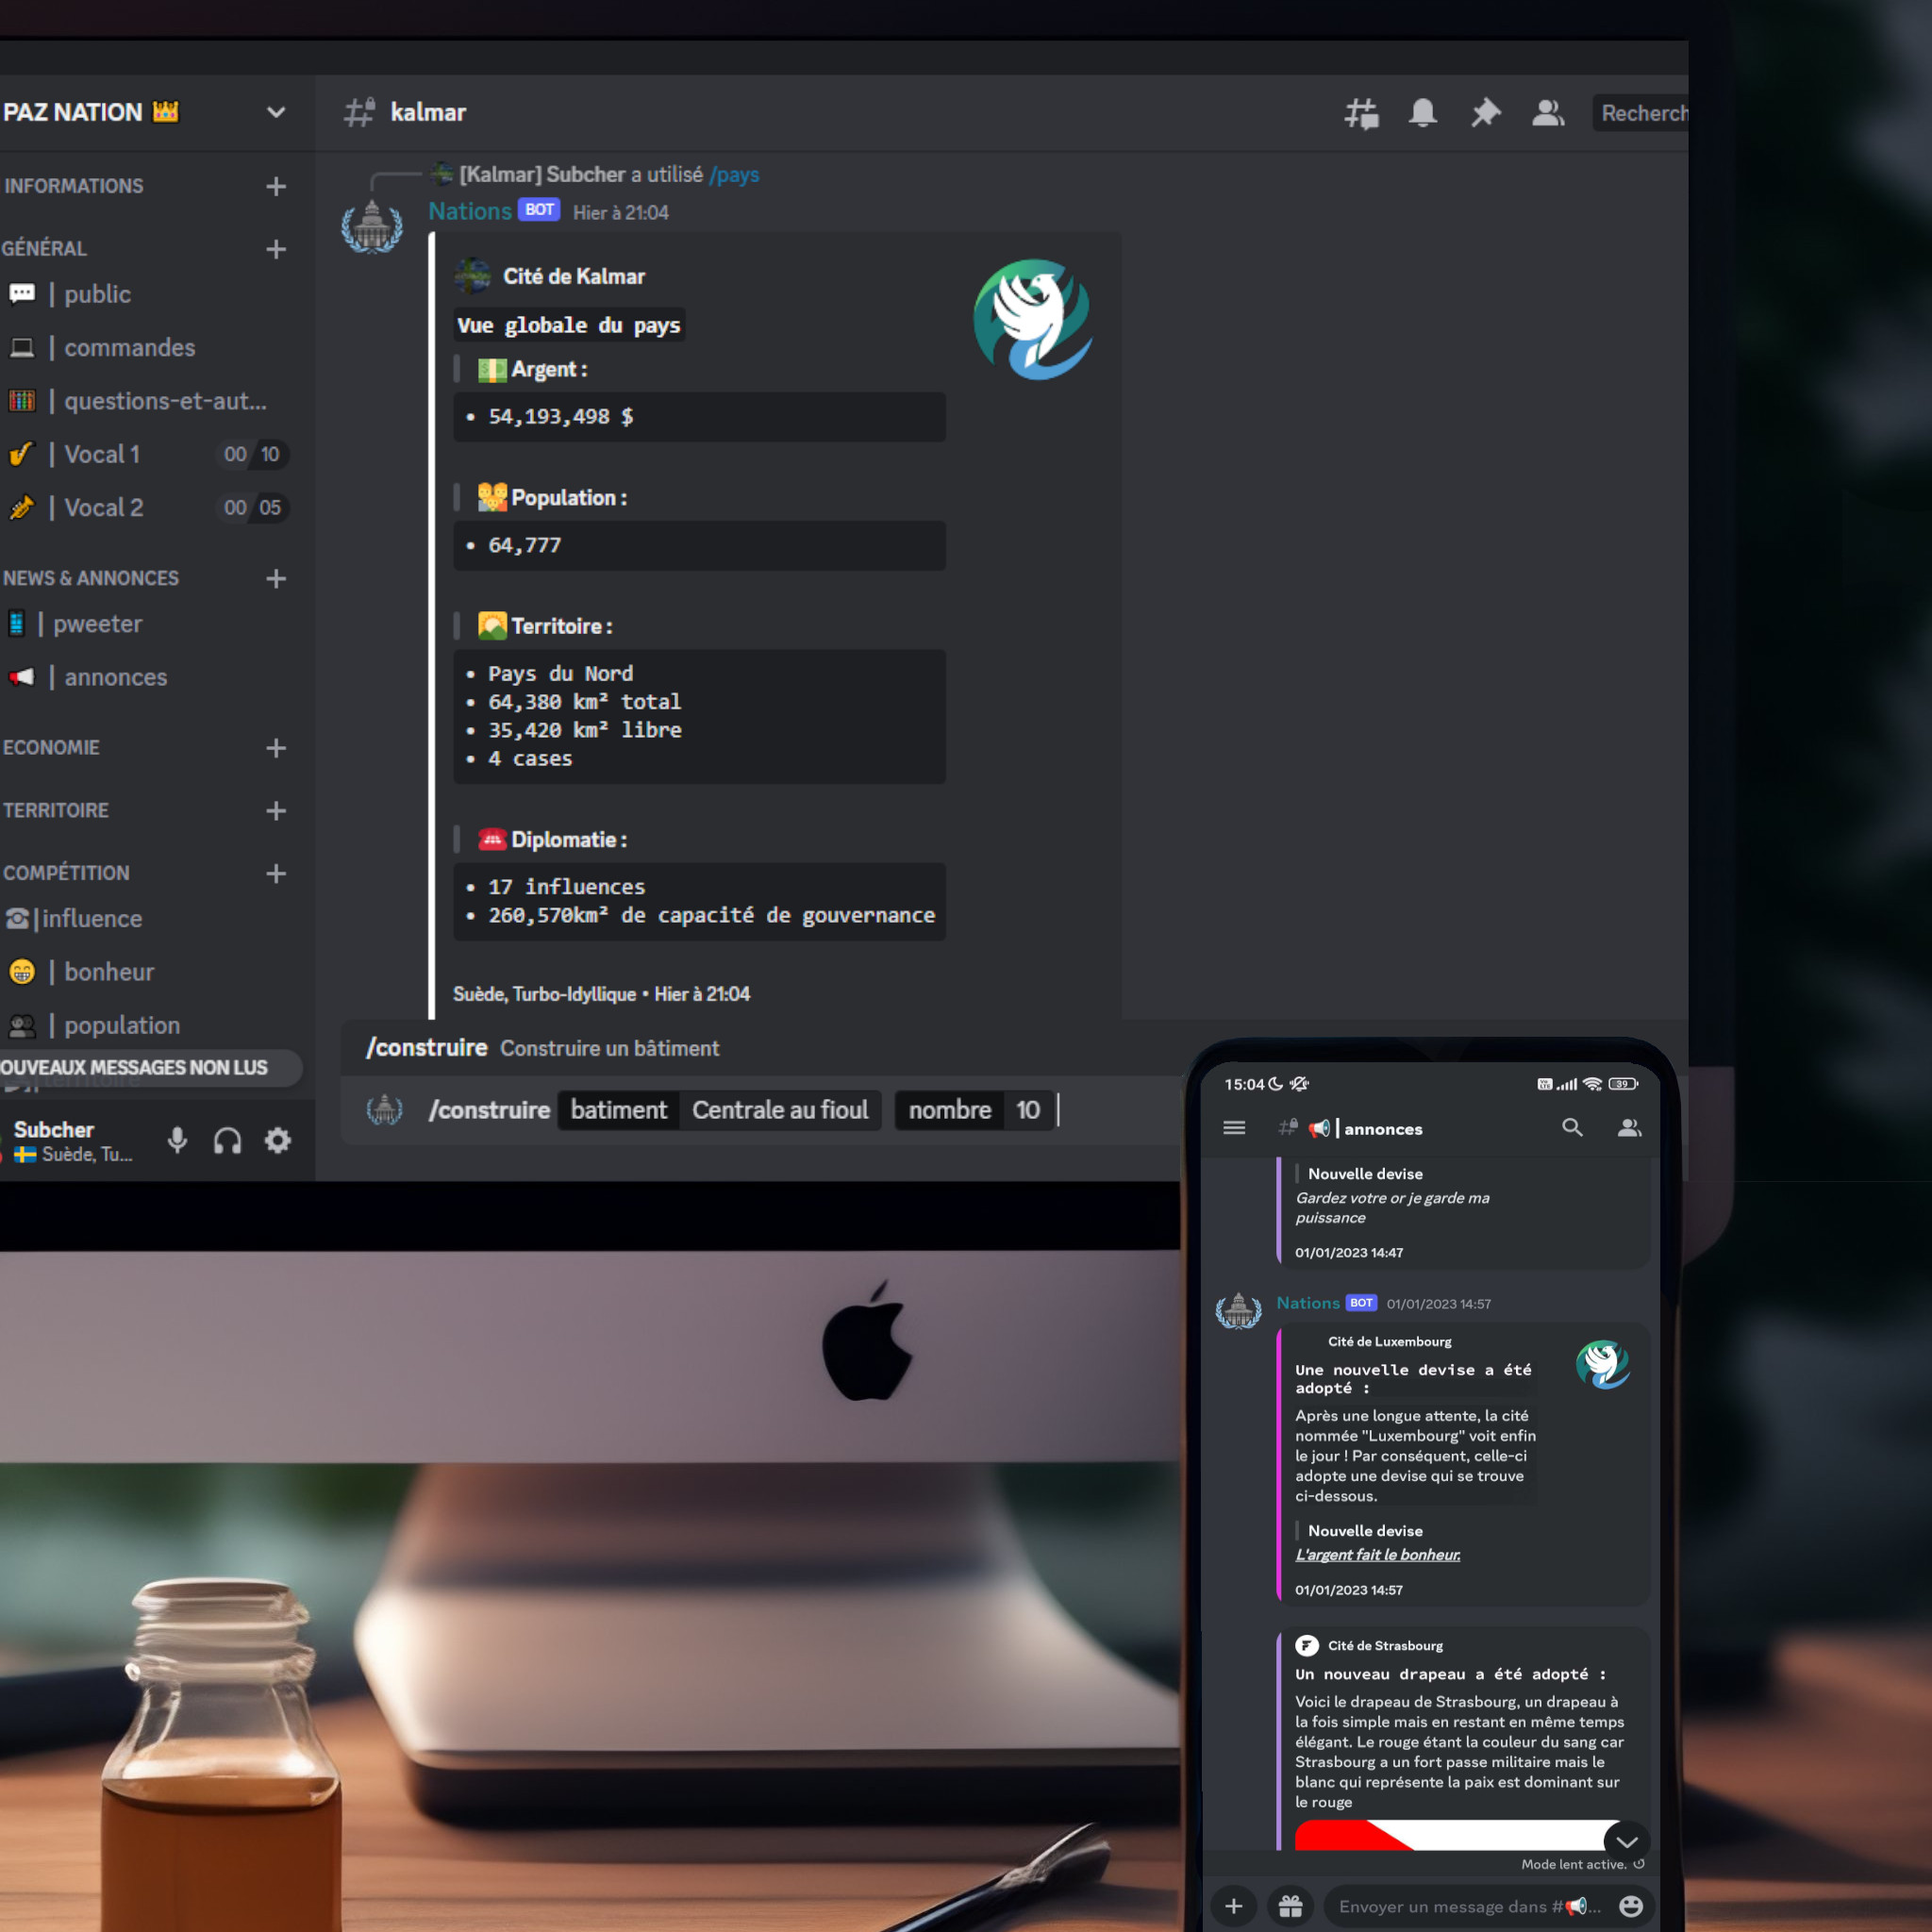 PAZ NATION
INFORMATIONS
GÉNÉRAL
| public
| commandes
| questions-et-aut...
| Vocal 1 00 10
| Vocal 2 00 05
NEWS & ANNONCES
| pweeter
| annonces
ECONOMIE
TERRITOIRE
COMPÉTITION
|influence
| bonheur
| population
OUVEAUX MESSAGES NON LUS
Subcher
Suède, Tu...
kalmar
Recherch
[Kalmar] Subcher a utilisé /pays
Nations BOT Hier à 21:04
Cité de Kalmar
Vue globale du pays
Argent :
• 54,193,498 $
Population :
• 64,777
Territoire :
• Pays du Nord
• 64,380 km² total
• 35,420 km² libre
• 4 cases
Diplomatie :
• 17 influences
• 260,570km² de capacité de gouvernance
Suède, Turbo-Idyllique • Hier à 21:04
/construire Construire un bâtiment
/construire batiment Centrale au fioul nombre 10
15:04 39
| annonces
Nouvelle devise
Gardez votre or je garde ma
puissance
01/01/2023 14:47
Nations BOT 01/01/2023 14:57
Cité de Luxembourg
Une nouvelle devise a été
adopté :
Après une longue attente, la cité
nommée "Luxembourg" voit enfin
le jour ! Par conséquent, celle-ci
adopte une devise qui se trouve
ci-dessous.
Nouvelle devise
L'argent fait le bonheur.
01/01/2023 14:57
F Cité de Strasbourg
Un nouveau drapeau a été adopté :
Voici le drapeau de Strasbourg, un drapeau à
la fois simple mais en restant en même temps
élégant. Le rouge étant la couleur du sang car
Strasbourg a un fort passe militaire mais le
blanc qui représente la paix est dominant sur
le rouge
Mode lent active.
Envoyer un message dans #...